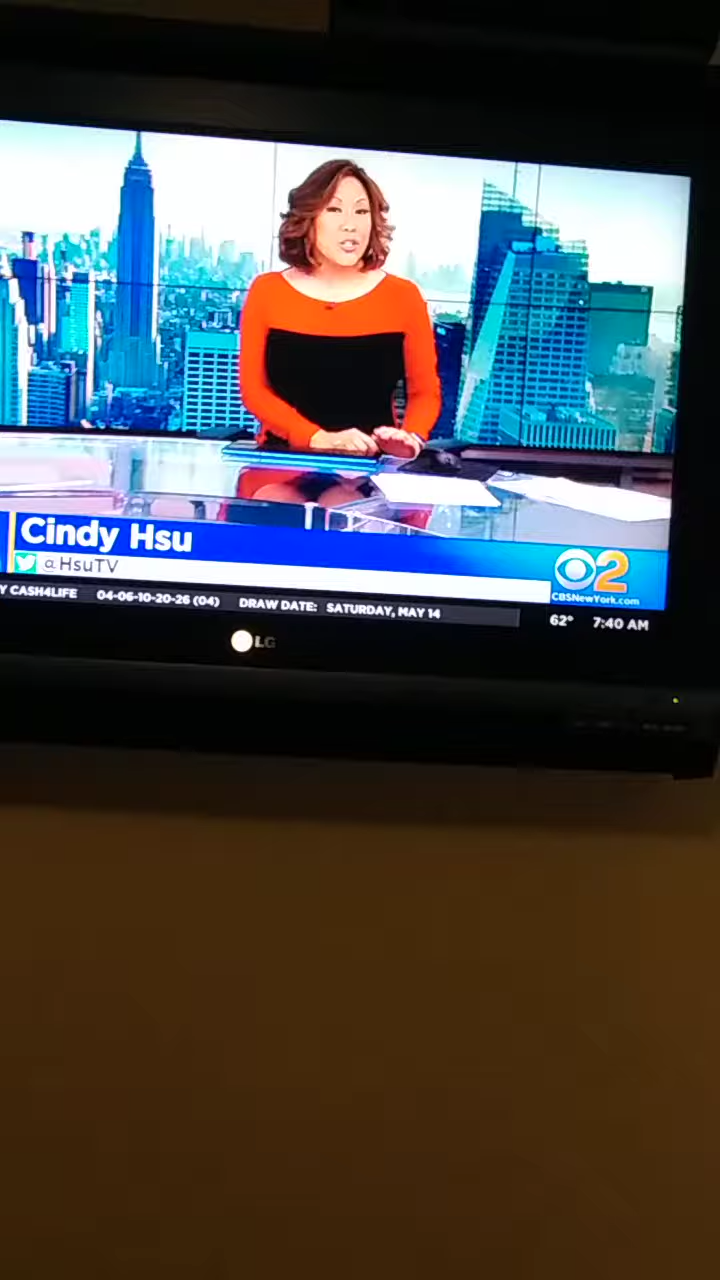 Cindy Hsu
@HsuTV
2
CBSNewYork.com
Y CASH4LIFE 04-06-10-20-26 (04) DRAW DATE: SATURDAY, MAY 14
62° 7:40 AM
LG